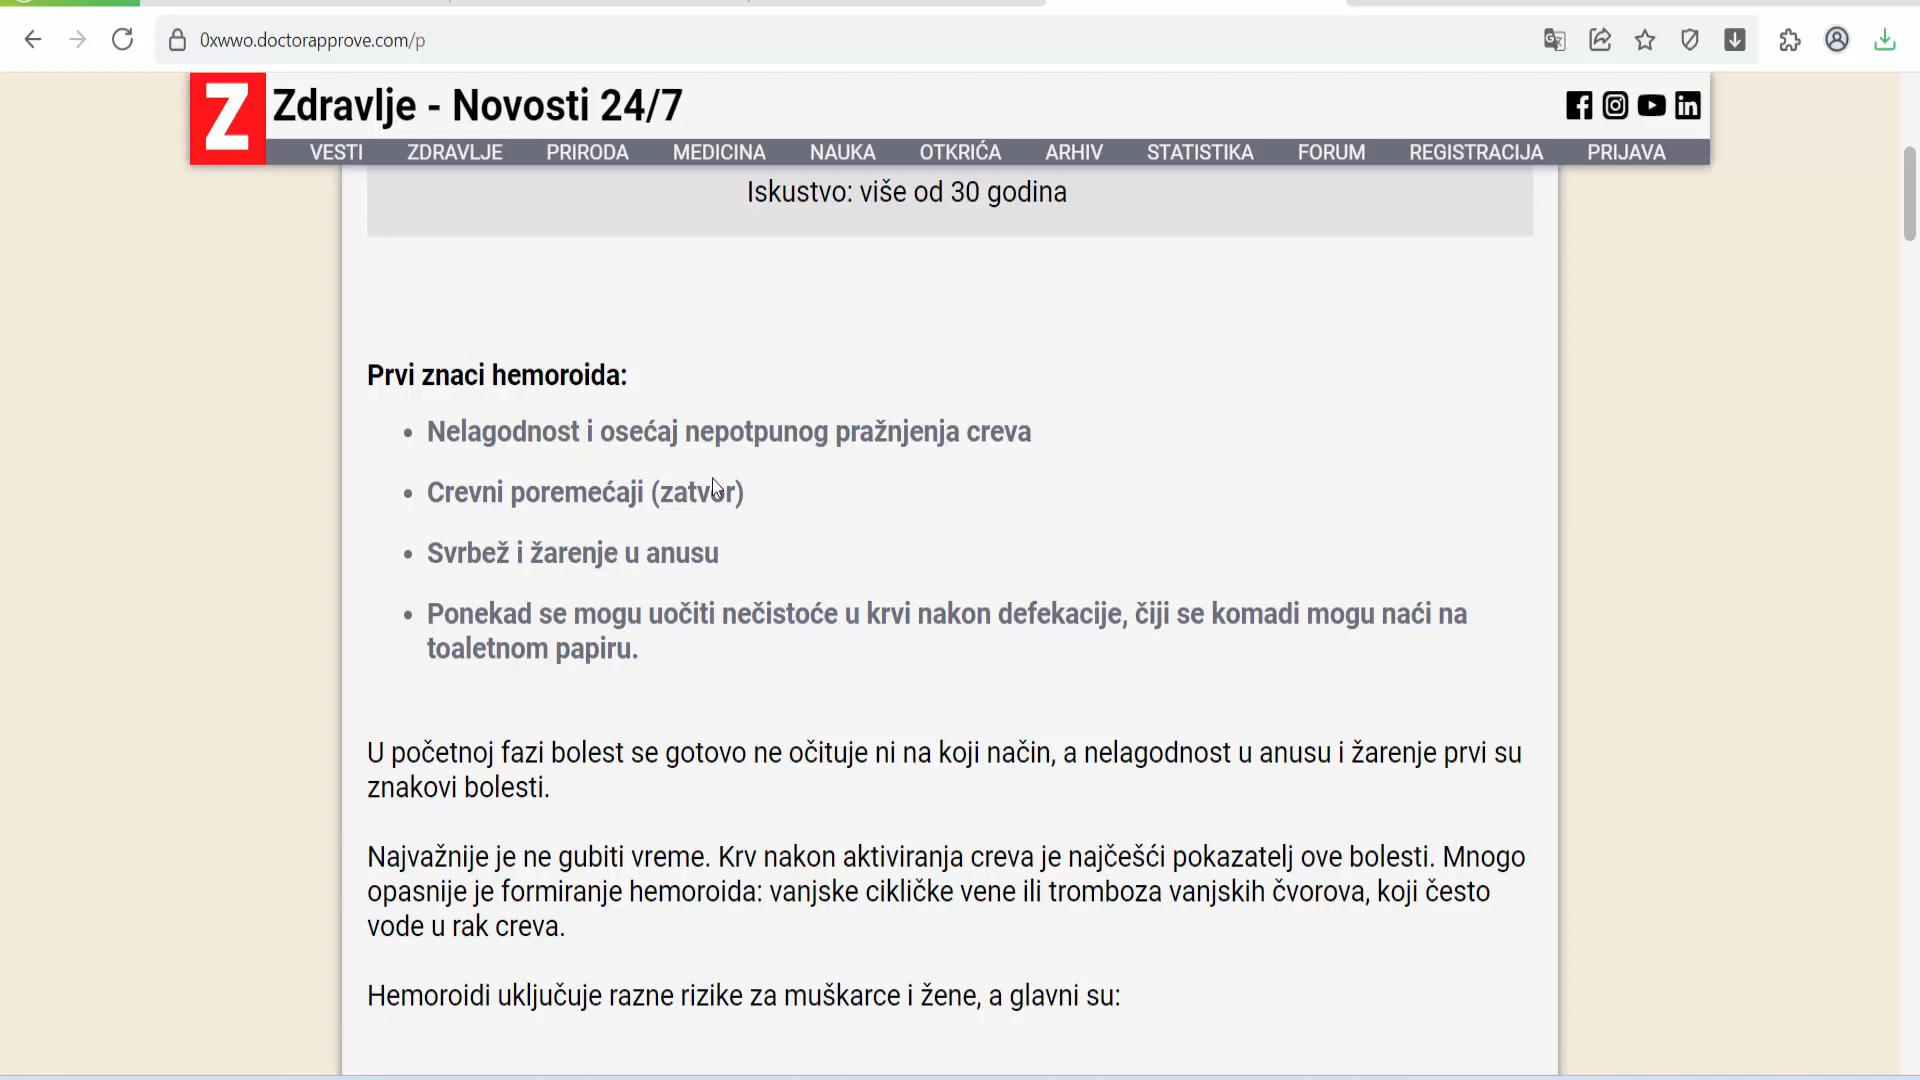 0xwwo.doctorapprove.com/p
Z
Zdravlje - Novosti 24/7
VESTI ZDRAVLJE PRIRODA MEDICINA NAUKA OTKRIĆA ARHIV STATISTIKA FORUM REGISTRACIJA PRIJAVA
Iskustvo: više od 30 godina
Prvi znaci hemoroida:
• Nelagodnost i osećaj nepotpunog pražnjenja creva
• Crevni poremećaji (zatvor)
• Svrbež i žarenje u anusu
• Ponekad se mogu uočiti nečistoće u krvi nakon defekacije, čiji se komadi mogu naći na
toaletnom papiru.
U početnoj fazi bolest se gotovo ne očituje ni na koji način, a nelagodnost u anusu i žarenje prvi su
znakovi bolesti.
Najvažnije je ne gubiti vreme. Krv nakon aktiviranja creva je najčešći pokazatelj ove bolesti. Mnogo
opasnije je formiranje hemoroida: vanjske cikličke vene ili tromboza vanjskih čvorova, koji često
vode u rak creva.
Hemoroidi uključuje razne rizike za muškarce i žene, a glavni su: